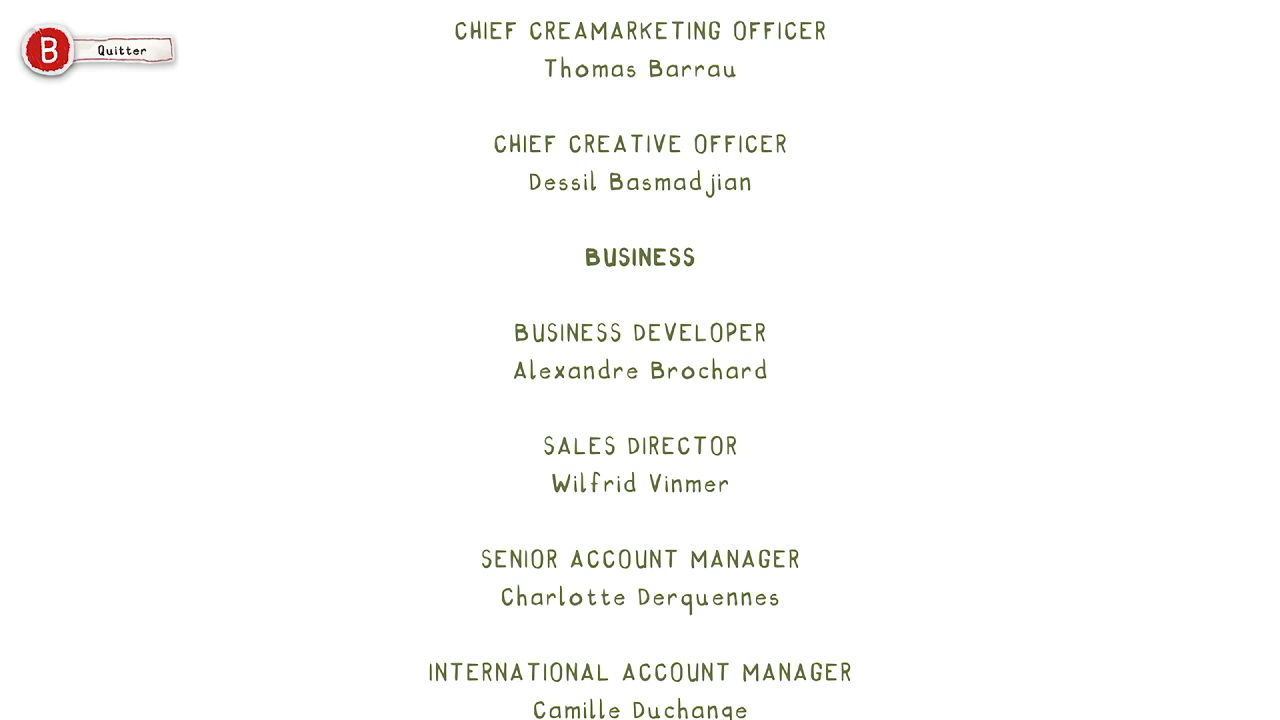 CHIEF CREAMARKETING OFFICER
B Quitter
Thomas Barrau
CHIEF CREATIVE OFFICER
Dessil Basmadjian
BUSINESS
BUSINESS DEVELOPER
Alexandre Brochard
SALES DIRECTOR
Wilfrid Vinmer
SENIOR ACCOUNT MANAGER
Charlotte Derquennes
INTERNATIONAL ACCOUNT MANAGER
Camille Duchange